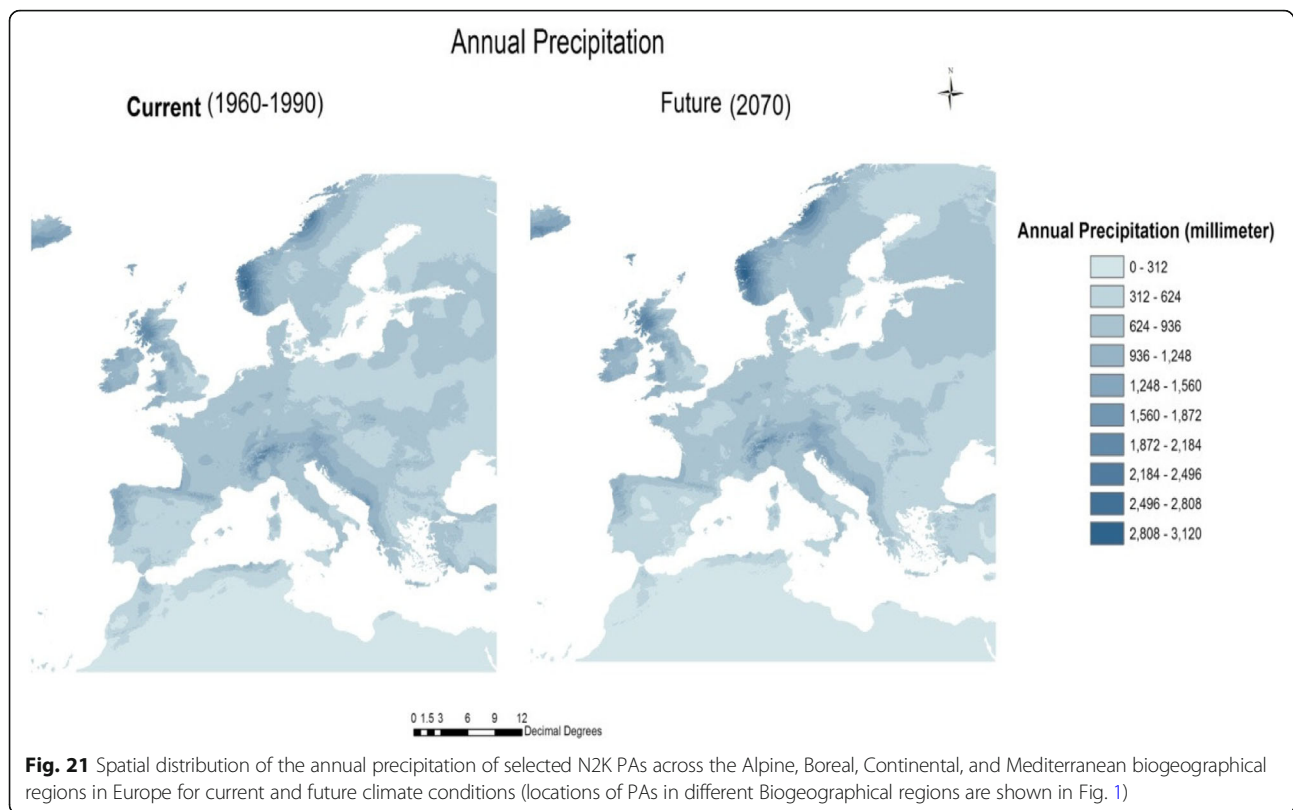 Annual Precipitation
Current (1960-1990)
Future (2070)
N
Annual Precipitation (millimeter)
0 - 312
312 - 624
624 - 936
936 - 1,248
1,248 - 1,560
1,560 - 1,872
1,872 - 2,184
2,184 - 2,496
2,496 - 2,808
2,808 - 3,120
0 1.5 3 6 9 12
Decimal Degrees
Fig. 21 Spatial distribution of the annual precipitation of selected N2K PAs across the Alpine, Boreal, Continental, and Mediterranean biogeographical
regions in Europe for current and future climate conditions (locations of PAs in different Biogeographical regions are shown in Fig. 1)